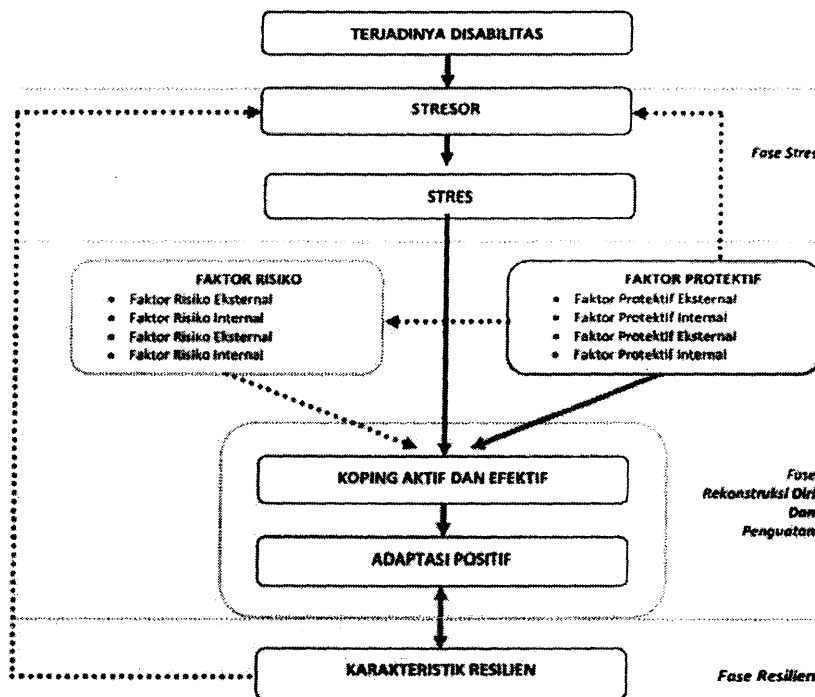 TERJADINYA DISABILITAS
STRESOR
Fase Stres
STRES
FAKTOR RISIKO
• Faktor Risiko Eksternal
• Faktor Risiko Internal
• Faktor Risiko Eksternal
• Faktor Risiko Internal
FAKTOR PROTEKTIF
• Faktor Protektif Eksternal
• Faktor Protektif Internal
• Faktor Protektif Eksternal
• Faktor Protektif Internal
KOPING AKTIF DAN EFEKTIF
Fase
Rekonstruksi Diri
Dan
Penguatan
ADAPTASI POSITIF
KARAKTERISTIK RESILIEN
Fase Resilien